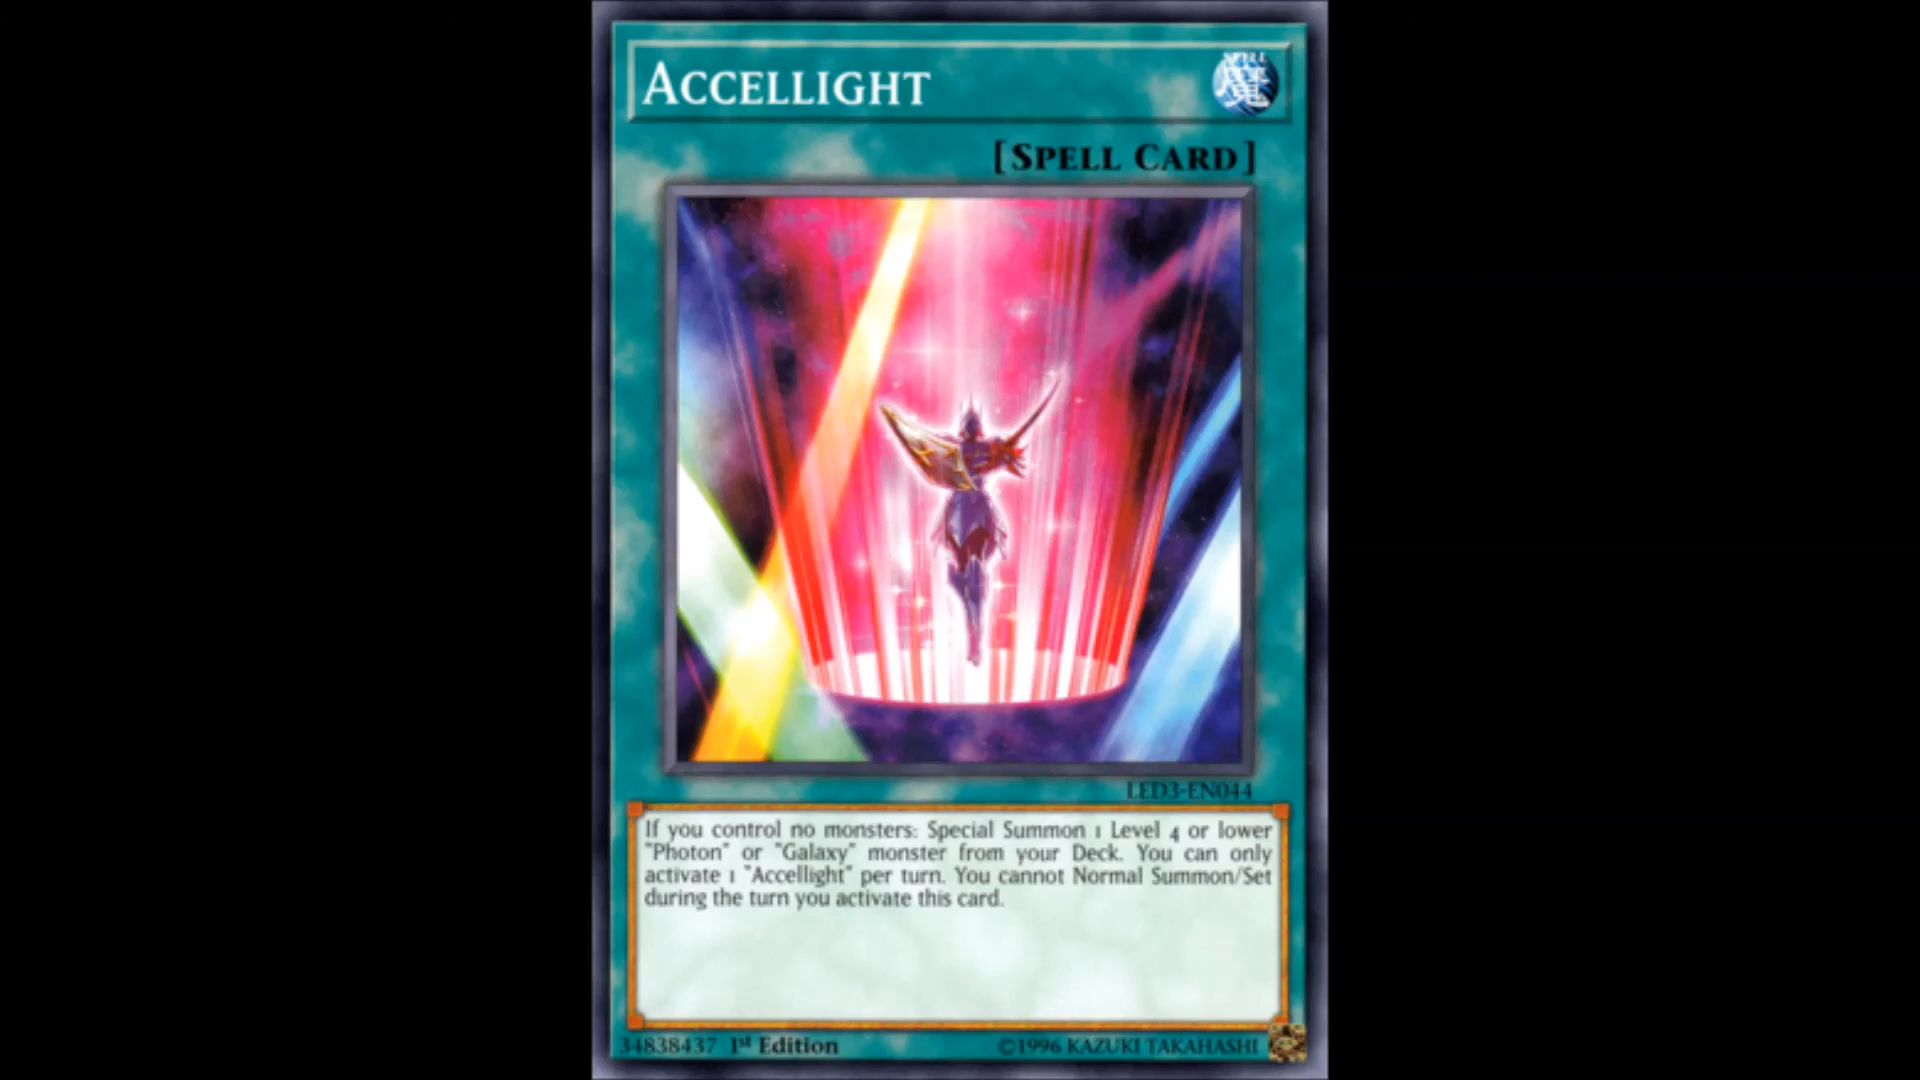 ACCELLIGHT
SPELL
魔
[SPELL CARD]
LED3-EN044
If you control no monsters: Special Summon 1 Level 4 or lower
"Photon" or "Galaxy" monster from your Deck. You can only
activate 1 "Accellight" per turn. You cannot Normal Summon/Set
during the turn you activate this card.
34838437 1st Edition
©1996 KAZUKI TAKAHASHI